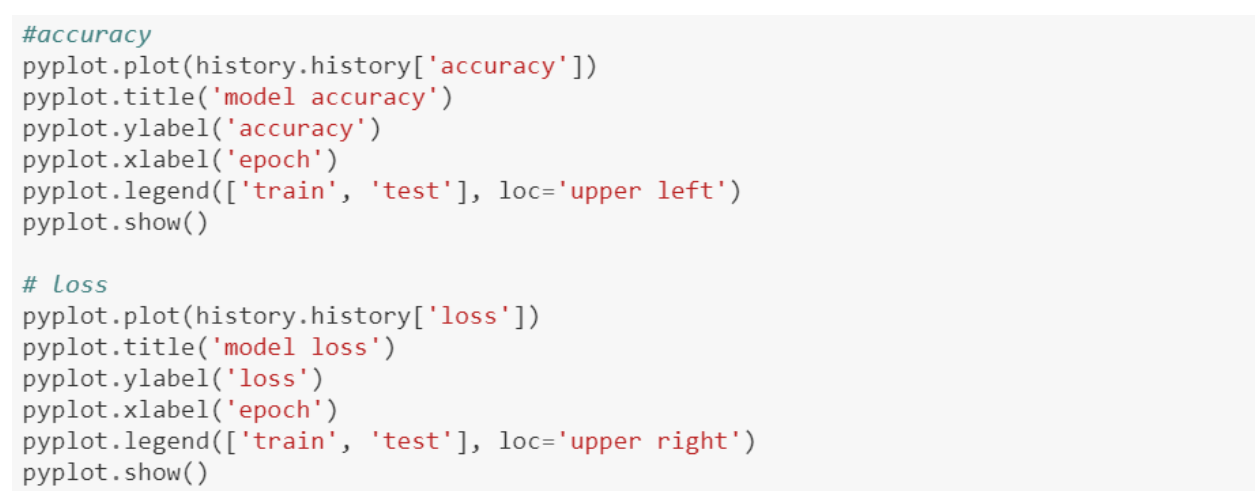 #accuracy
pyplot.plot(history.history['accuracy'])
pyplot.title('model accuracy')
pyplot.ylabel('accuracy')
pyplot.xlabel('epoch')
pyplot.legend(['train', 'test'], loc='upper left')
pyplot.show()
# loss
pyplot.plot(history.history['loss'])
pyplot.title('model loss')
pyplot.ylabel('loss')
pyplot.xlabel('epoch')
pyplot.legend(['train', 'test'], loc='upper right')
pyplot.show()